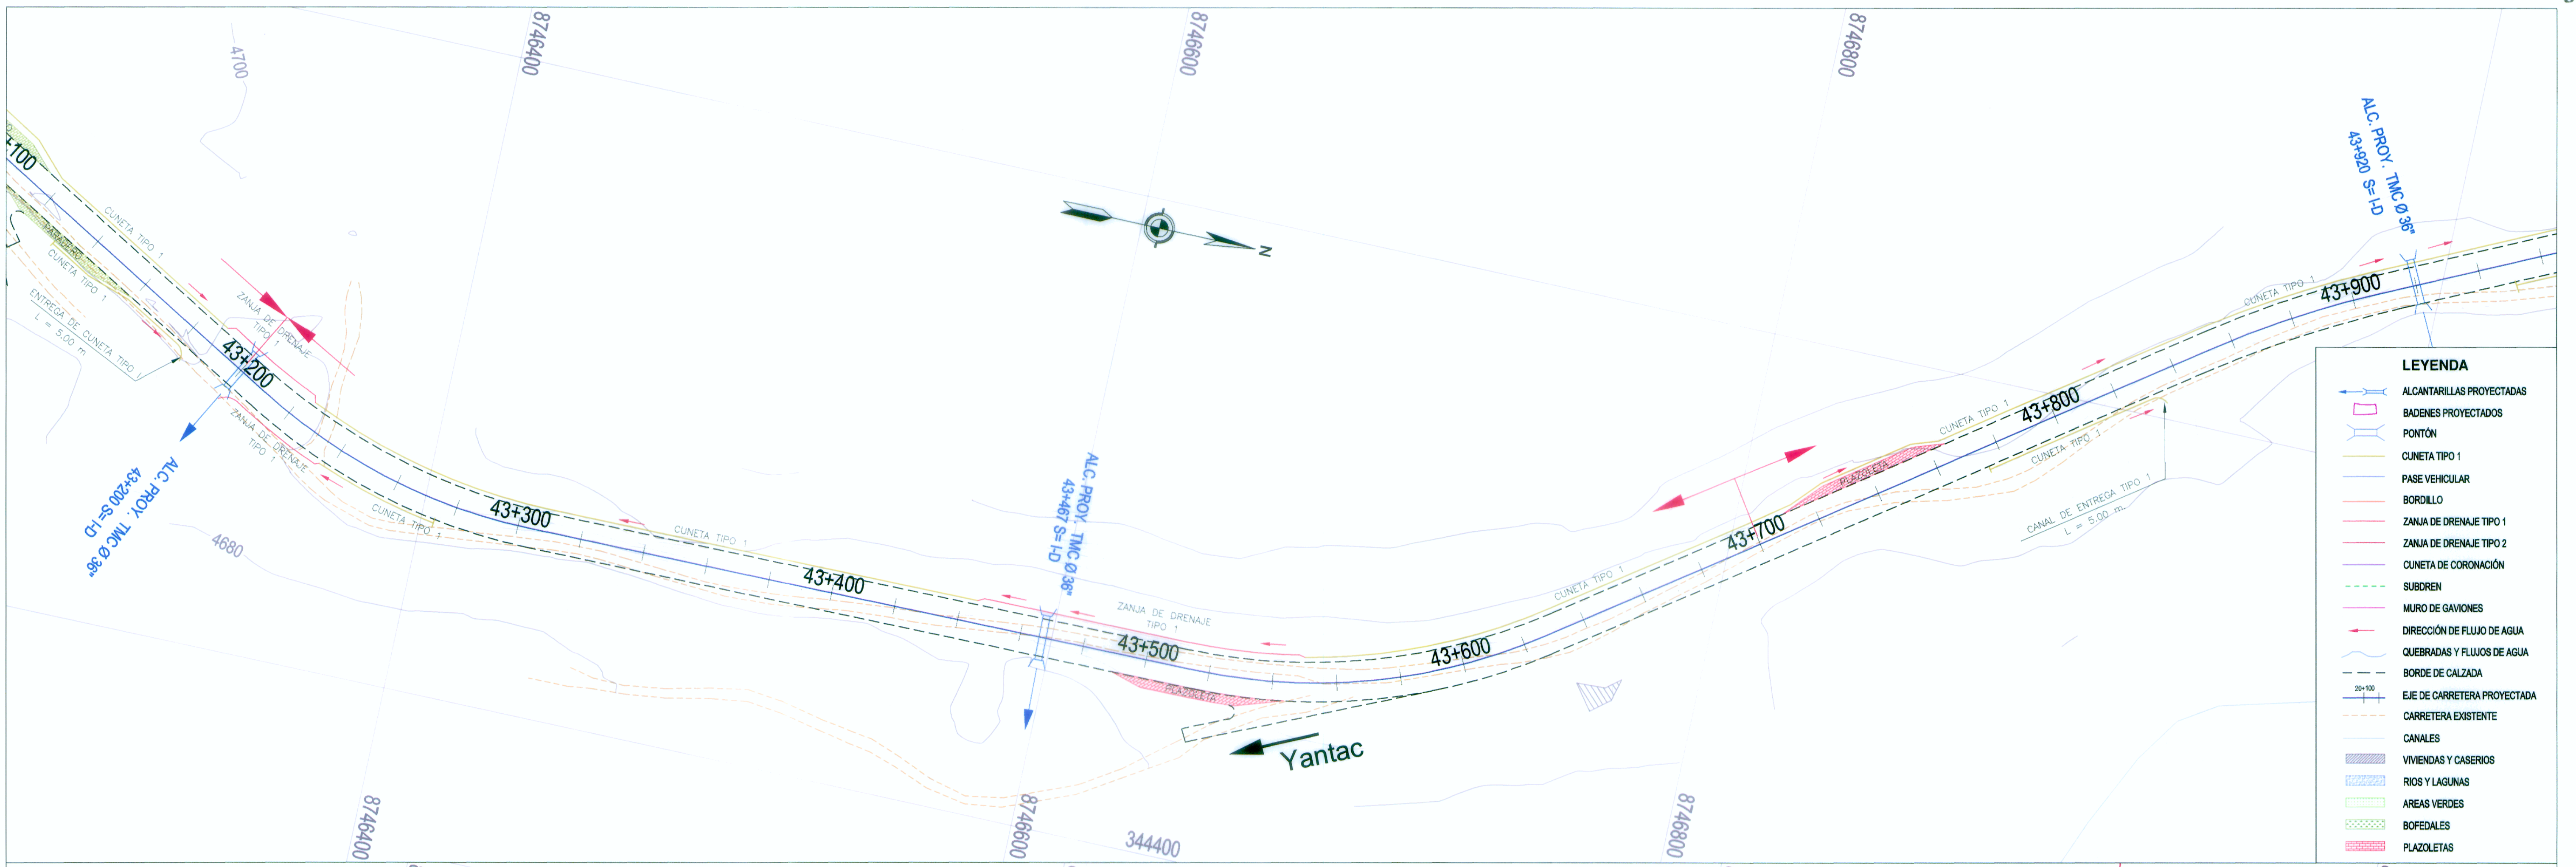 8746400
8746600
8746800
4700
+100
CUNETA TIPO 1
PARADERO
CUNETA TIPO 1
ENTREGA DE CUNETA TIPO 1
L = 5,00 m
ZANJA DE DRENAJE
TIPO 1
43+200
ZANJA DE DRENAJE
TIPO 1
ALC. PROY. TMC Ø 36"
43+200 S= I-D
CUNETA TIPO 1
4680
43+300
CUNETA TIPO 1
43+400
N
ALC. PROY. TMC Ø 36"
43+467 S= I-D
ZANJA DE DRENAJE
TIPO 1
43+500
PLAZOLETA
Yantac
43+600
CUNETA TIPO 1
43+700
PLAZOLETA
CUNETA TIPO 1
43+800
CUNETA TIPO 1
CANAL DE ENTREGA TIPO 1
L = 5,00 m
CUNETA TIPO 1
43+900
ALC. PROY. TMC Ø 36"
43+920 S= I-D
8746400
8746600
344400
8746800
LEYENDA
ALCANTARILLAS PROYECTADAS
BADENES PROYECTADOS
PONTÓN
CUNETA TIPO 1
PASE VEHICULAR
BORDILLO
ZANJA DE DRENAJE TIPO 1
ZANJA DE DRENAJE TIPO 2
CUNETA DE CORONACIÓN
SUBDREN
MURO DE GAVIONES
DIRECCIÓN DE FLUJO DE AGUA
QUEBRADAS Y FLUJOS DE AGUA
BORDE DE CALZADA
20+100 EJE DE CARRETERA PROYECTADA
CARRETERA EXISTENTE
CANALES
VIVIENDAS Y CASERIOS
RIOS Y LAGUNAS
AREAS VERDES
BOFEDALES
PLAZOLETAS